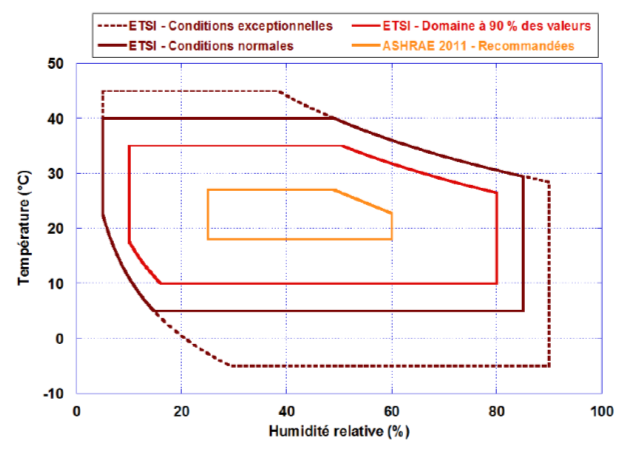 ETSI - Conditions exceptionnelles
ETSI - Domaine à 90 % des valeurs
ETSI - Conditions normales
ASHRAE 2011 - Recommandées
Température (°C)
50
40
30
20
10
0
-10
0
20
40
60
80
100
Humidité relative (%)